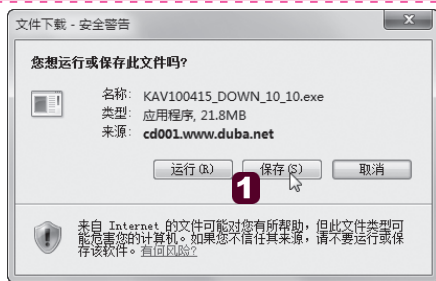 文件下载 - 安全警告
您想运行或保存此文件吗?
名称: KAV100415_DOWN_10_10.exe
类型: 应用程序, 21.8MB
来源: cd001.www.duba.net
运行(R) 保存(S) 取消
1
来自 Internet 的文件可能对您有所帮助，但此文件类型可
能危害您的计算机。如果您不信任其来源，请不要运行或保
存该软件。有何风险?